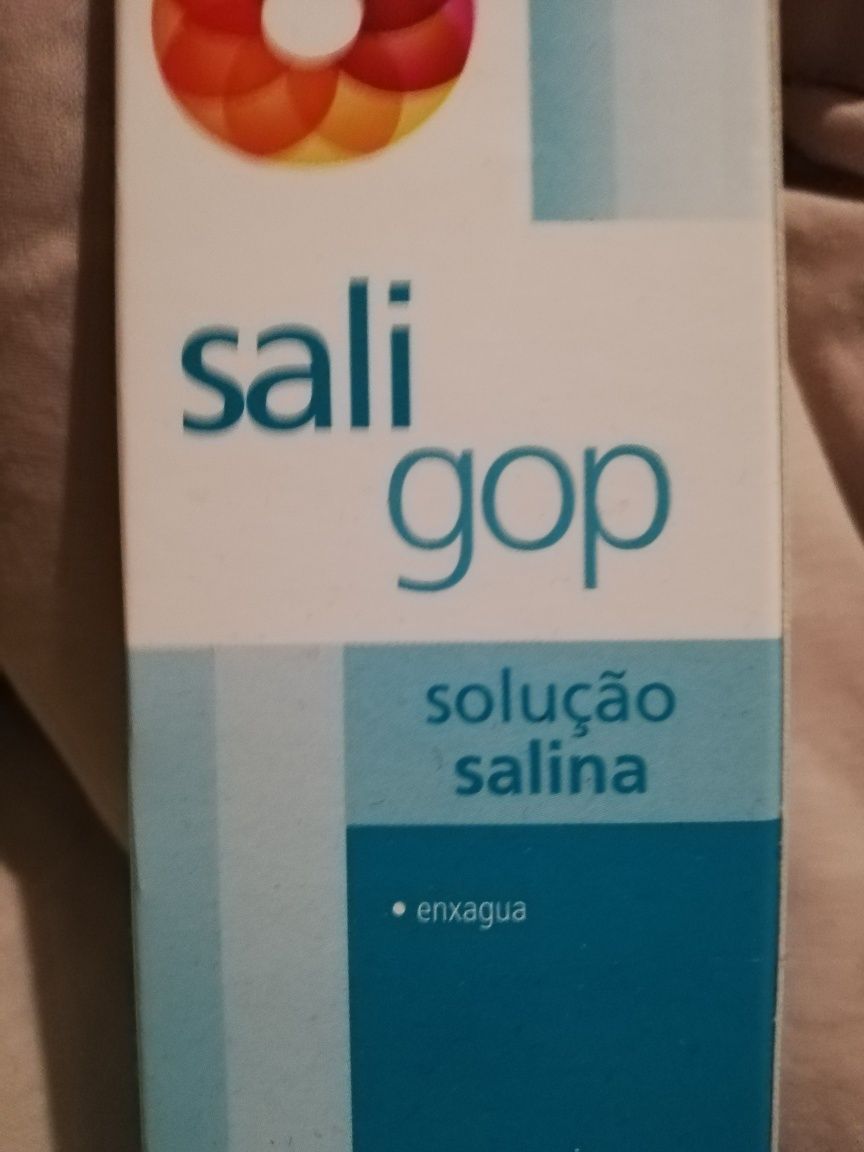 sali
gop
solução
salina
• enxagua